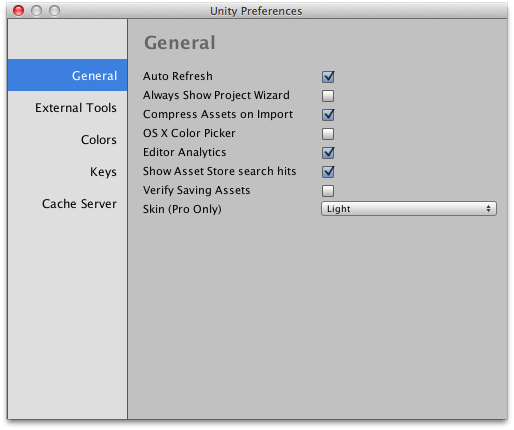 Unity Preferences
General
External Tools
Colors
Keys
Cache Server
General
Auto Refresh
Always Show Project Wizard
Compress Assets on Import
OS X Color Picker
Editor Analytics
Show Asset Store search hits
Verify Saving Assets
Skin (Pro Only) Light